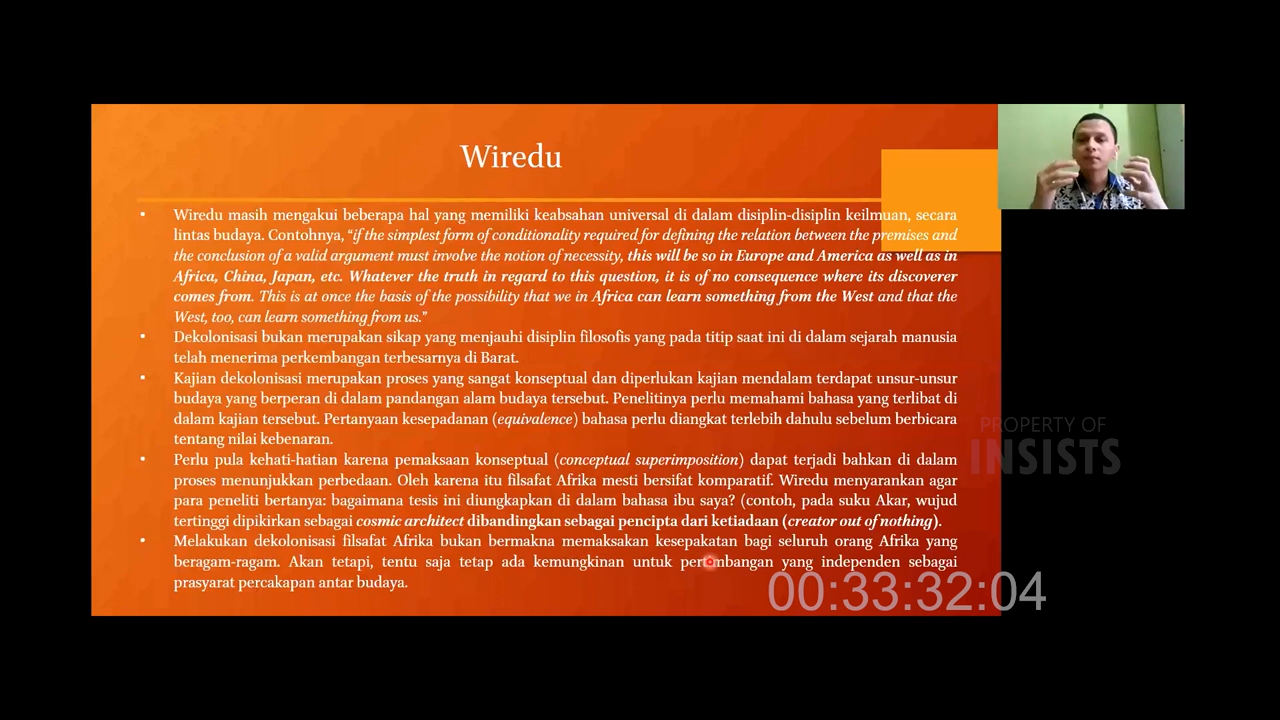 Wiredu
Wiredu masih mengakui beberapa hal yang memiliki keabsahan universal di dalam disiplin-disiplin keilmuan, secara
lintas budaya. Contohnya, “if the simplest form of conditionality required for defining the relation between the premises and
the conclusion of a valid argument must involve the notion of necessity, this will be so in Europe and America as well as in
Africa, China, Japan, etc. Whatever the truth in regard to this question, it is of no consequence where its discoverer
comes from. This is at once the basis of the possibility that we in Africa can learn something from the West and that the
West, too, can learn something from us.”
Dekolonisasi bukan merupakan sikap yang menjauhi disiplin filosofis yang pada titip saat ini di dalam sejarah manusia
telah menerima perkembangan terbesarnya di Barat.
Kajian dekolonisasi merupakan proses yang sangat konseptual dan diperlukan kajian mendalam terdapat unsur-unsur
budaya yang berperan di dalam pandangan alam budaya tersebut. Penelitinya perlu memahami bahasa yang terlibat di
dalam kajian tersebut. Pertanyaan kesepadanan (equivalence) bahasa perlu diangkat terlebih dahulu sebelum berbicara
tentang nilai kebenaran.
Perlu pula kehati-hatian karena pemaksaan konseptual (conceptual superimposition) dapat terjadi bahkan di dalam
proses menunjukkan perbedaan. Oleh karena itu filsafat Afrika mesti bersifat komparatif. Wiredu menyarankan agar
para peneliti bertanya: bagaimana tesis ini diungkapkan di dalam bahasa ibu saya? (contoh, pada suku Akar, wujud
tertinggi dipikirkan sebagai cosmic architect dibandingkan sebagai pencipta dari ketiadaan (creator out of nothing).
Melakukan dekolonisasi filsafat Afrika bukan bermakna memaksakan kesepakatan bagi seluruh orang Afrika yang
beragam-ragam. Akan tetapi, tentu saja tetap ada kemungkinan untuk pertimbangan yang independen sebagai
prasyarat percakapan antar budaya.
PROPERTY OF
INSISTS
00:33:32:04